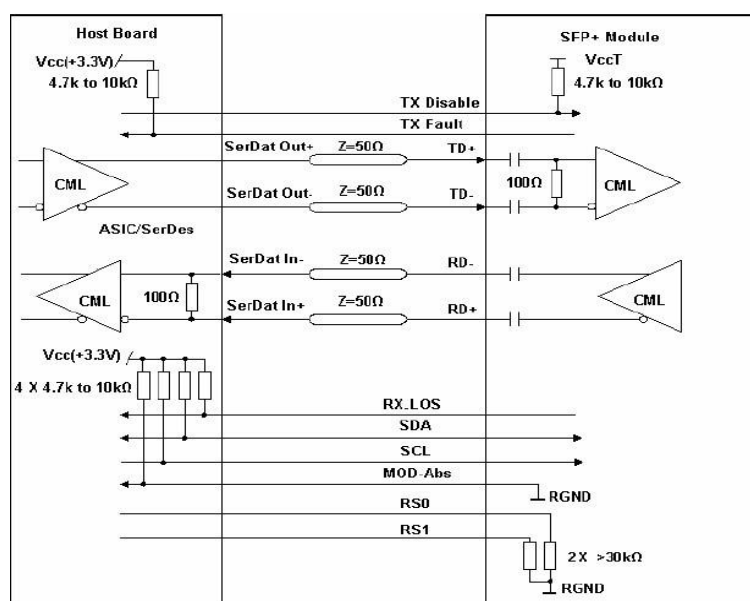 Host Board
SFP+ Module
Vcc(+3.3V)
VccT
4.7k to 10kΩ
4.7k to 10kΩ
TX Disable
TX Fault
SerDat Out+
Z=50Ω
TD+
CML
100Ω
CML
SerDat Out-
Z=50Ω
TD-
ASIC/SerDes
SerDat In-
Z=50Ω
RD-
100Ω
CML
CML
SerDat In+
Z=50Ω
RD+
Vcc(+3.3V)
4 X 4.7k to 10kΩ
RX_LOS
SDA
SCL
MOD-Abs
RGND
RS0
RS1
2X >30kΩ
RGND